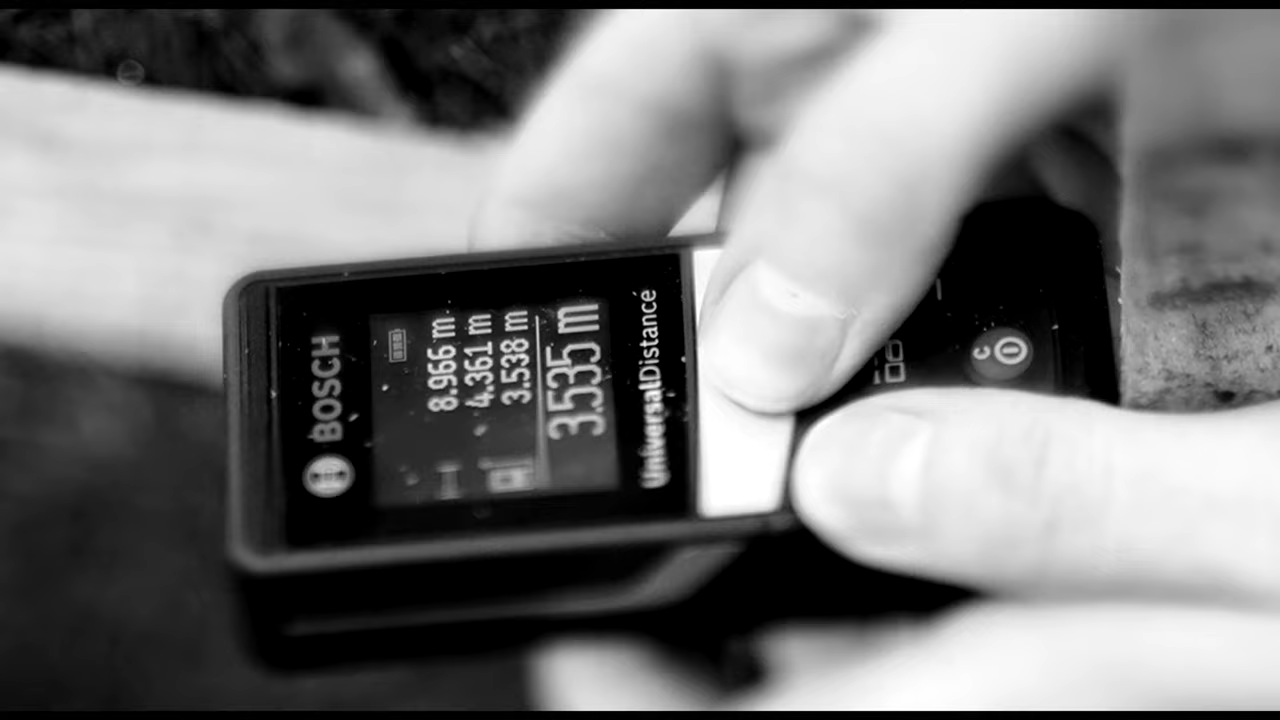 BOSCH
8.966 m
4.361 m
3.538 m
3.535 m
UniversalDistance
C